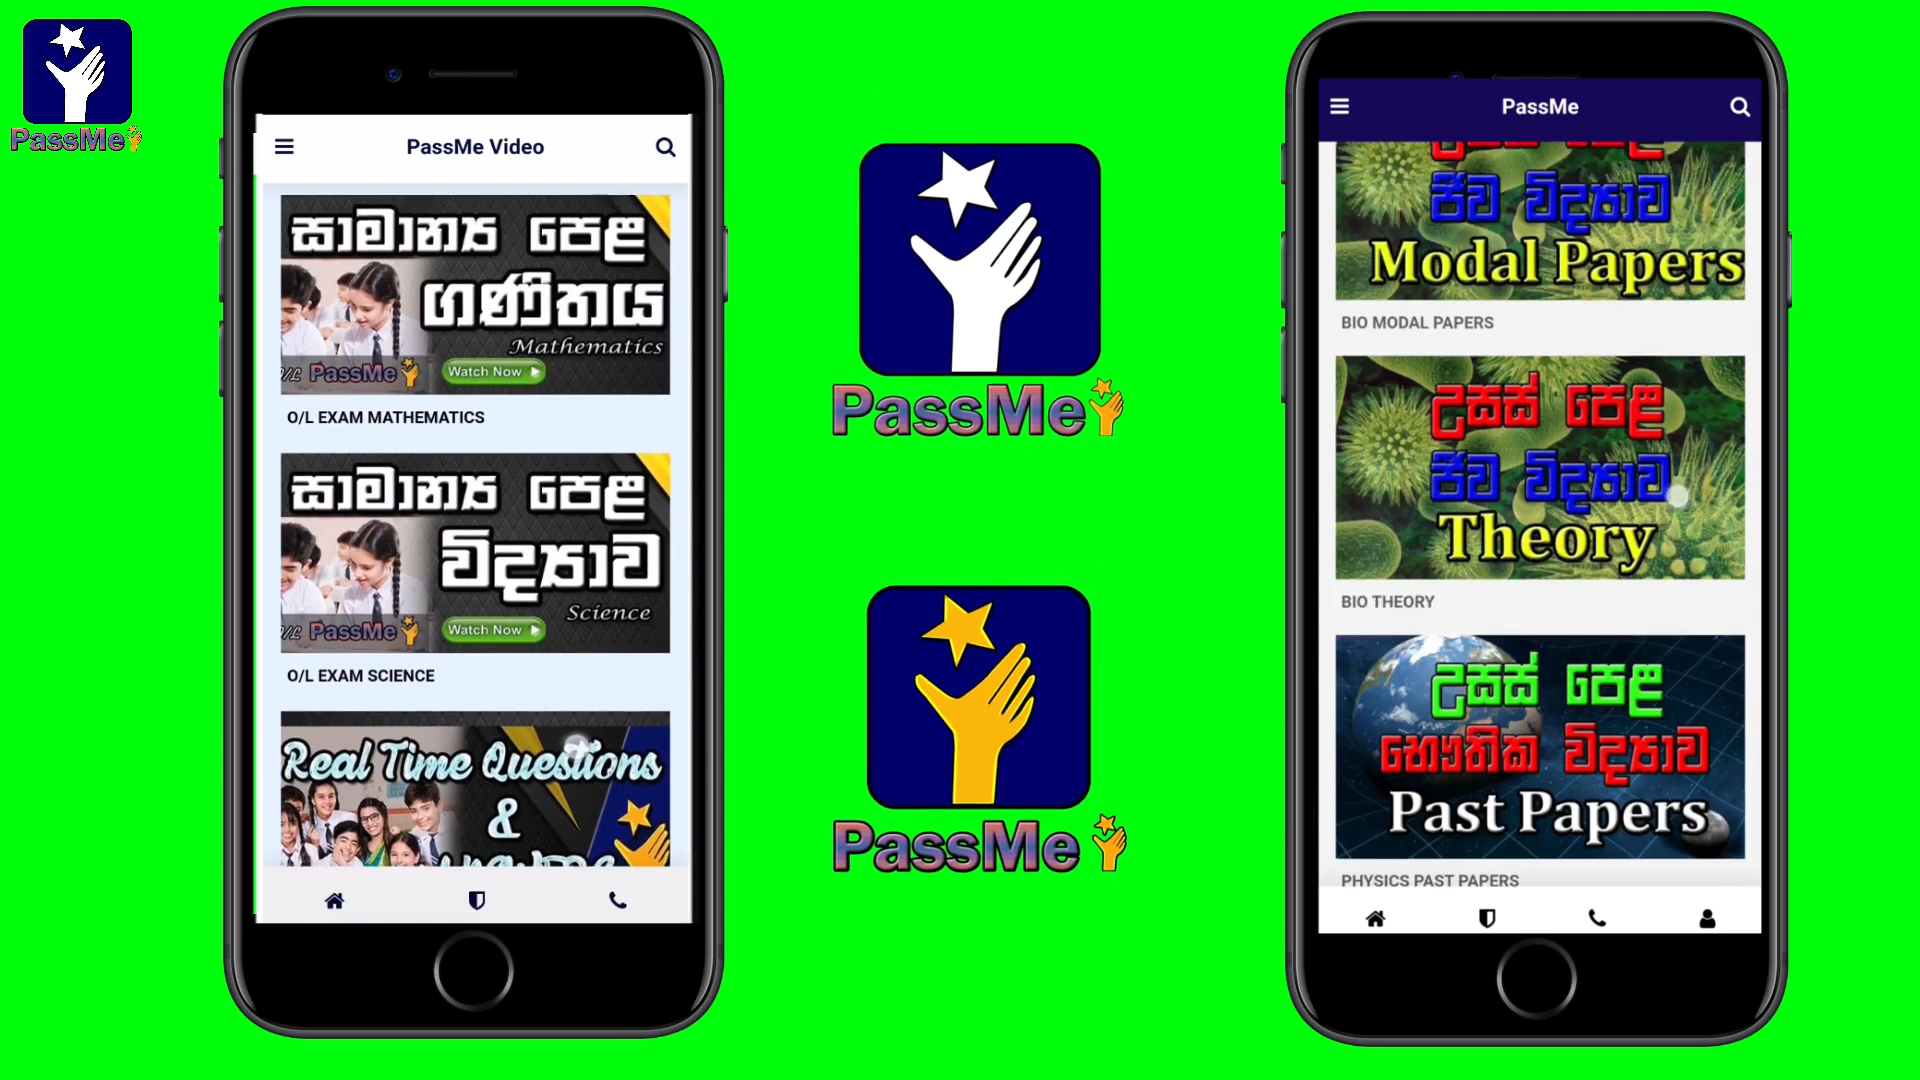 PassMe
PassMe Video
සාමාන්‍ය පෙළ
ගණිතය
Mathematics
O/L PassMe
Watch Now
O/L EXAM MATHEMATICS
සාමාන්‍ය පෙළ
විද්‍යාව
Science
O/L PassMe
Watch Now
O/L EXAM SCIENCE
Real Time Questions
&
PassMe
PassMe
PassMe
උසස් පෙළ
ජීව විද්‍යාව
Modal Papers
BIO MODAL PAPERS
උසස් පෙළ
ජීව විද්‍යාව
Theory
BIO THEORY
උසස් පෙළ
භෞතික විද්‍යාව
Past Papers
PHYSICS PAST PAPERS